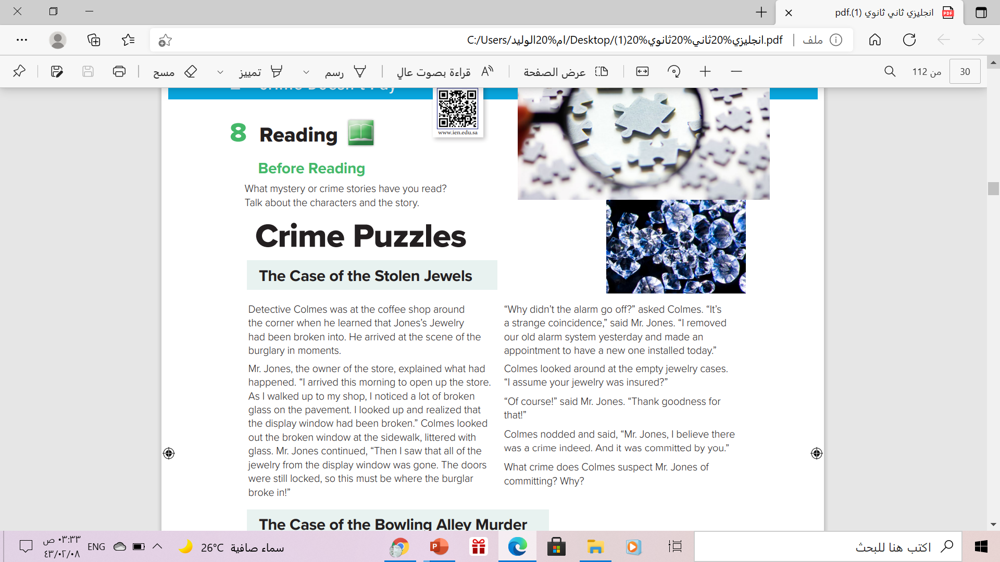 انجليزي ثاني ثانوي (1).pdf
ملف
C:/Users/ام%20الوليد/Desktop/انجليزي%20ثاني%20ثانوي%20(1).pdf
30
من 112
عرض الصفحة
قراءة بصوت عالٍ
رسم
تمييز
مسح
www.ien.edu.sa
8 Reading
Before Reading
What mystery or crime stories have you read?
Talk about the characters and the story.
Crime Puzzles
The Case of the Stolen Jewels
Detective Colmes was at the coffee shop around
the corner when he learned that Jones’s Jewelry
had been broken into. He arrived at the scene of the
burglary in moments.
Mr. Jones, the owner of the store, explained what had
happened. “I arrived this morning to open up the store.
As I walked up to my shop, I noticed a lot of broken
glass on the pavement. I looked up and realized that
the display window had been broken.” Colmes looked
out the broken window at the sidewalk, littered with
glass. Mr. Jones continued, “Then I saw that all of the
jewelry from the display window was gone. The doors
were still locked, so this must be where the burglar
broke in!”
“Why didn’t the alarm go off?” asked Colmes. “It’s
a strange coincidence,” said Mr. Jones. “I removed
our old alarm system yesterday and made an
appointment to have a new one installed today.”
Colmes looked around at the empty jewelry cases.
“I assume your jewelry was insured?”
“Of course!” said Mr. Jones. “Thank goodness for
that!”
Colmes nodded and said, “Mr. Jones, I believe there
was a crime indeed. And it was committed by you.”
What crime does Colmes suspect Mr. Jones of
committing? Why?
The Case of the Bowling Alley Murder
اكتب هنا للبحث
26°C سماء صافية
ENG
٠٣:٣٣ ص
٤٣/٠٢/٠٨